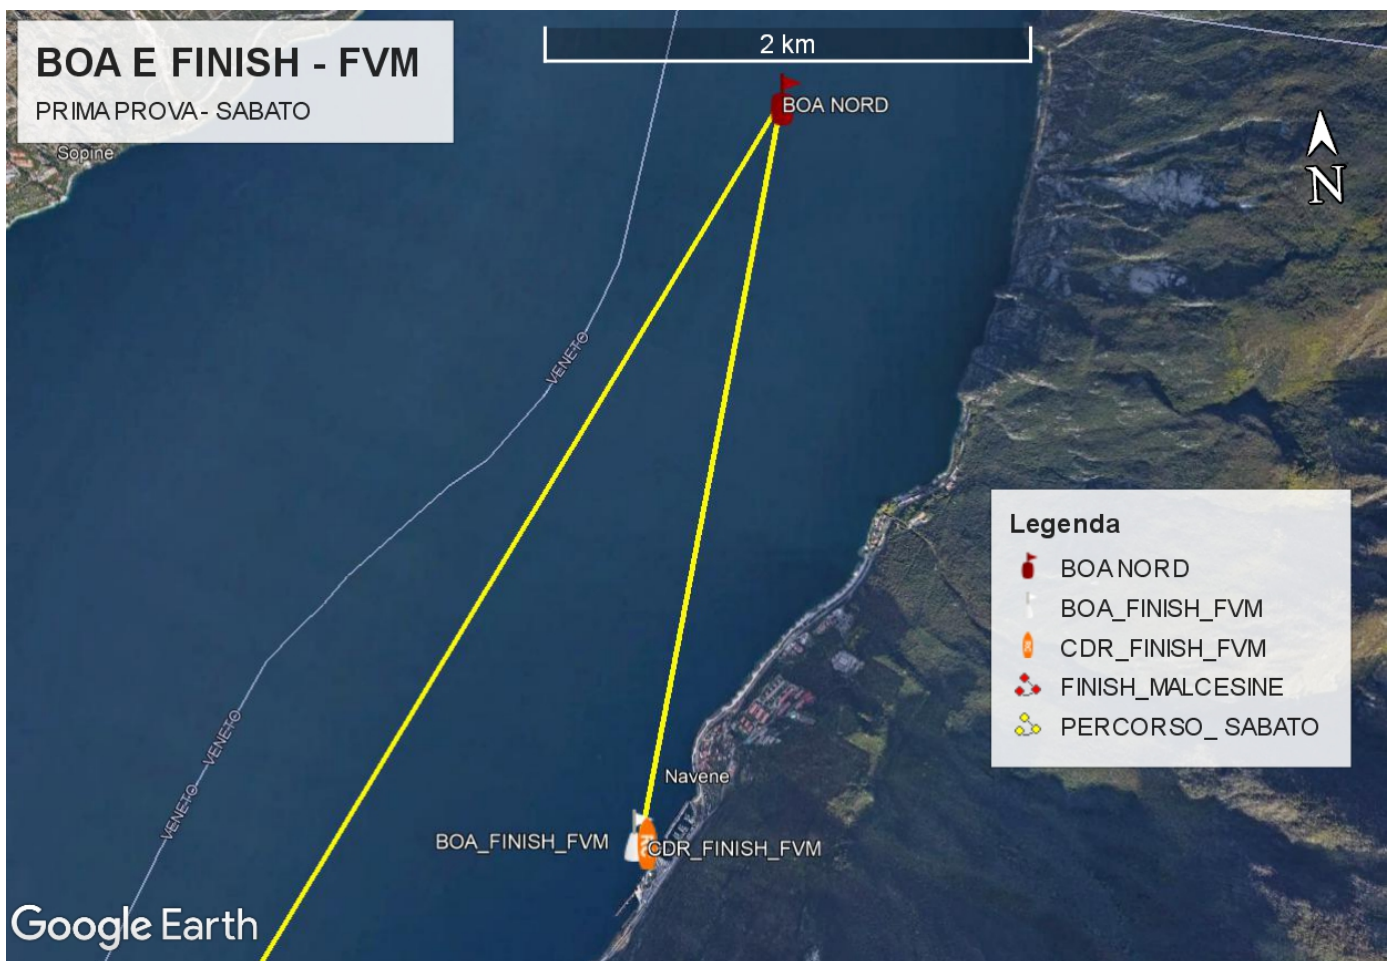 BOA E FINISH - FVM
PRIMA PROVA - SABATO
2 km
BOA NORD
Sopine
N
VENETO
Legenda
BOA NORD
BOA_FINISH_FVM
CDR_FINISH_FVM
FINISH_MALCESINE
PERCORSO_ SABATO
VENETO
VENETO
Navene
BOA_FINISH_FVM
RC
CDR_FINISH_FVM
Google Earth